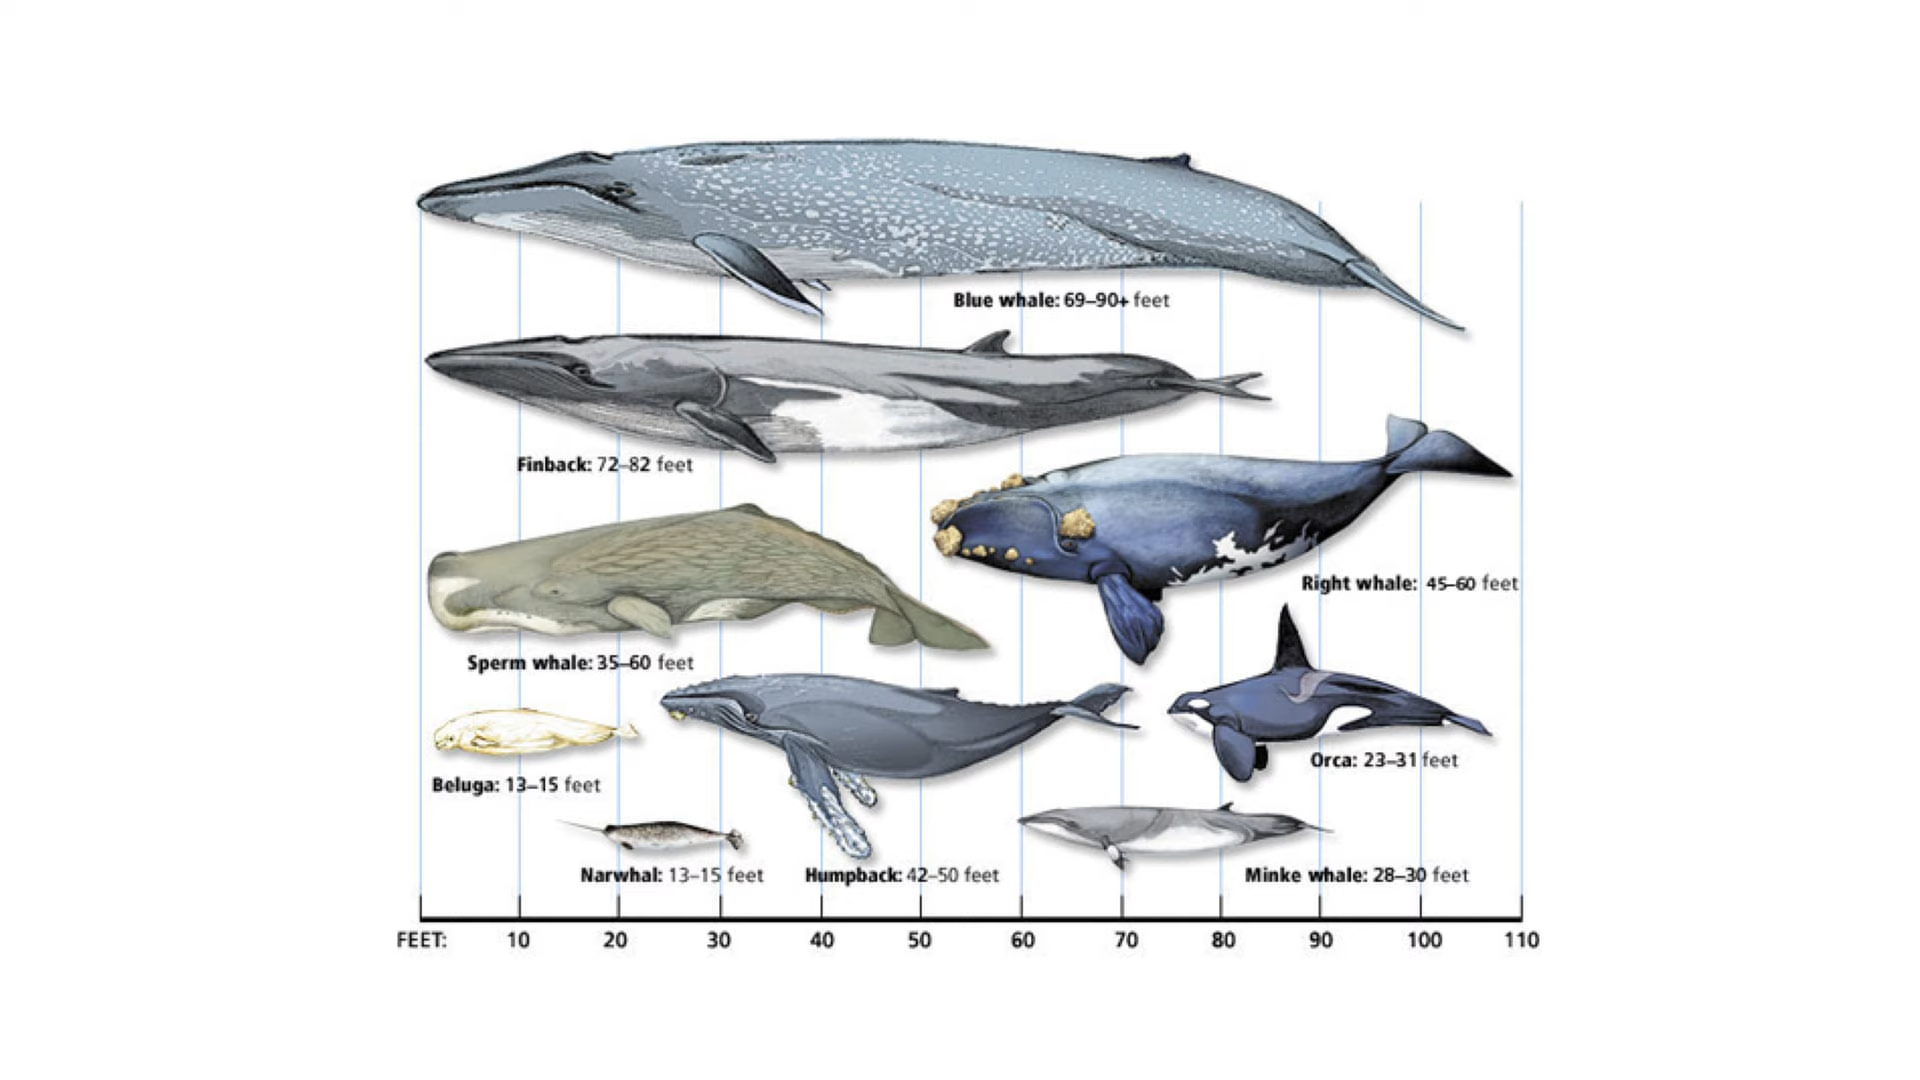 Blue whale: 69–90+ feet
Finback: 72–82 feet
Right whale: 45–60 feet
Sperm whale: 35–60 feet
Orca: 23–31 feet
Beluga: 13–15 feet
Narwhal: 13–15 feet
Humpback: 42–50 feet
Minke whale: 28–30 feet
FEET: 10 20 30 40 50 60 70 80 90 100 110